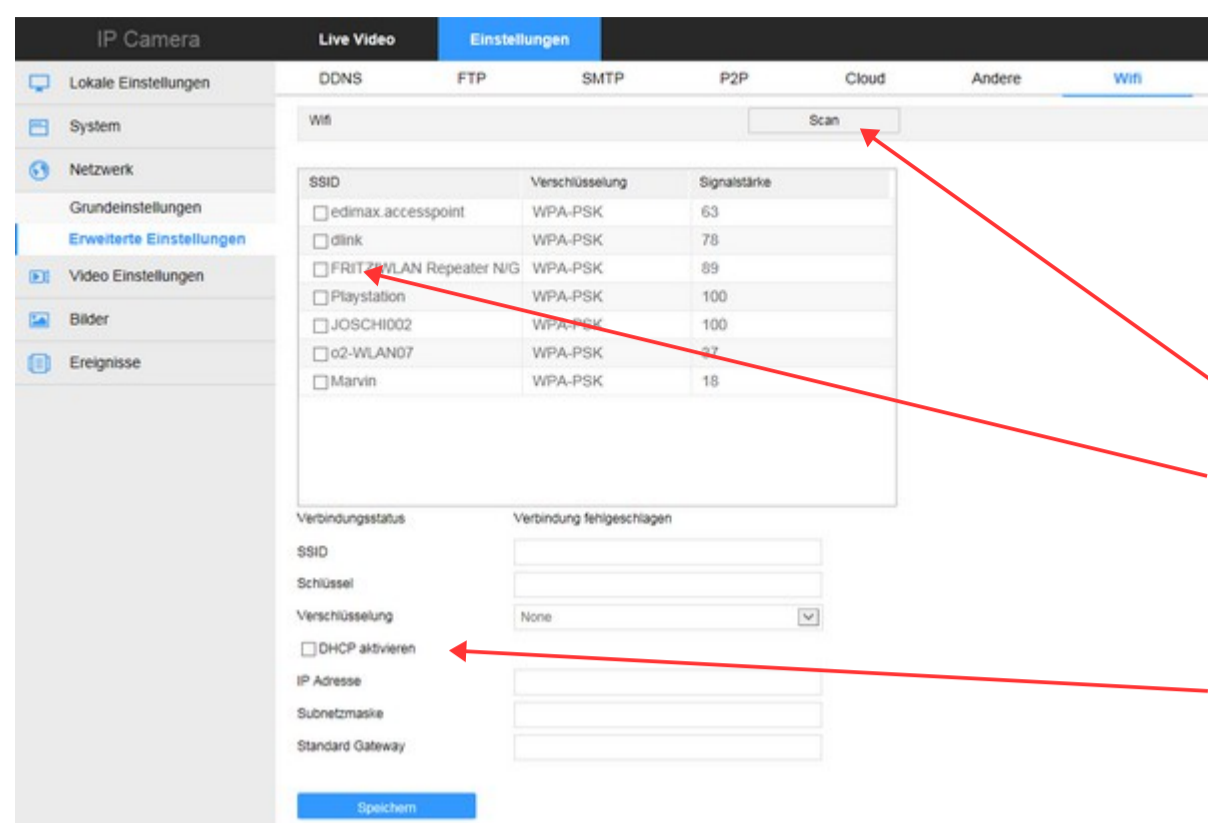 IP Camera Live Video Einstellungen
Lokale Einstellungen DDNS FTP SMTP P2P Cloud Andere Wifi
System Wifi Scan
Netzwerk
SSID Verschlüsselung Signalstärke
Grundeinstellungen edimax.accesspoint WPA-PSK 63
Erweiterte Einstellungen dlink WPA-PSK 78
Video Einstellungen FRITZ!WLAN Repeater N/G WPA-PSK 89
Playstation WPA-PSK 100
Bilder JOSCHI002 WPA-PSK 100
Ereignisse o2-WLAN07 WPA-PSK 37
Marvin WPA-PSK 18
Verbindungsstatus Verbindung fehlgeschlagen
SSID
Schlüssel
Verschlüsselung None
DHCP aktivieren
IP Adresse
Subnetzmaske
Standard Gateway
Speichern